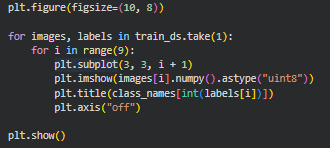 plt.figure(figsize=(10, 8))

for images, labels in train_ds.take(1):
    for i in range(9):
        plt.subplot(3, 3, i + 1)
        plt.imshow(images[i].numpy().astype("uint8"))
        plt.title(class_names[int(labels[i])])
        plt.axis("off")

plt.show()